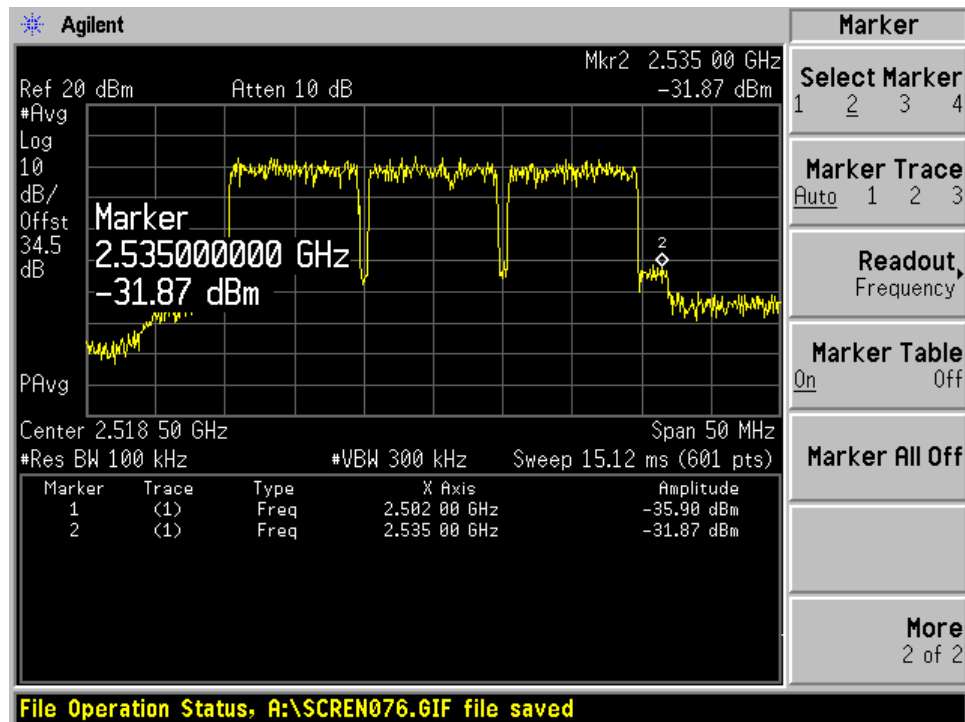 Agilent
Marker
Mkr2 2.535 00 GHz
Ref 20 dBm Atten 10 dB -31.87 dBm
#Avg
Log
10
dB/
Offst
34.5
dB
Marker
2.535000000 GHz
-31.87 dBm
2
PAvg
Center 2.518 50 GHz Span 50 MHz
#Res BW 100 kHz #VBW 300 kHz Sweep 15.12 ms (601 pts)
Marker Trace Type X Axis Amplitude
1 (1) Freq 2.502 00 GHz -35.90 dBm
2 (1) Freq 2.535 00 GHz -31.87 dBm
Select Marker
1 2 3 4
Marker Trace
Auto 1 2 3
Readout
Frequency
Marker Table
On Off
Marker All Off
More
2 of 2
File Operation Status, A:\SCREN076.GIF file saved